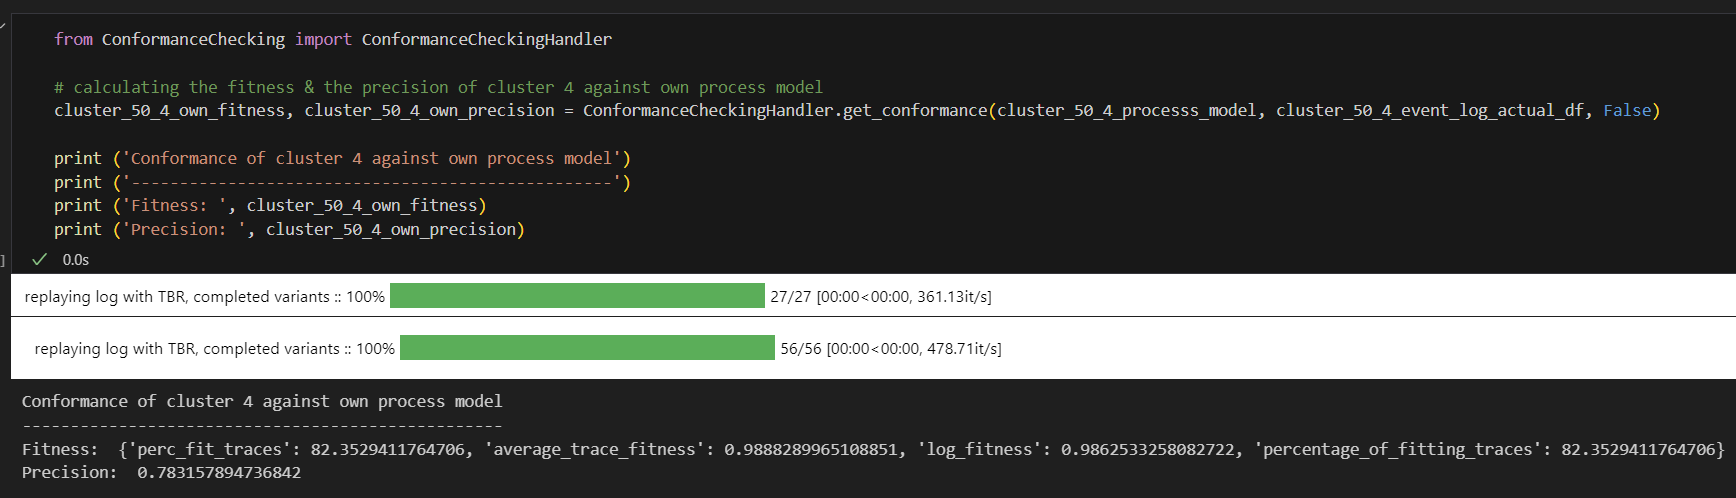 from ConformanceChecking import ConformanceCheckingHandler
# calculating the fitness & the precision of cluster 4 against own process model
cluster_50_4_own_fitness, cluster_50_4_own_precision = ConformanceCheckingHandler.get_conformance(cluster_50_4_processs_model, cluster_50_4_event_log_actual_df, False)
print ('Conformance of cluster 4 against own process model')
print ('--------------------------------------------------')
print ('Fitness: ', cluster_50_4_own_fitness)
print ('Precision: ', cluster_50_4_own_precision)
] ✓ 0.0s
replaying log with TBR, completed variants :: 100% 27/27 [00:00<00:00, 361.13it/s]
replaying log with TBR, completed variants :: 100% 56/56 [00:00<00:00, 478.71it/s]
Conformance of cluster 4 against own process model
--------------------------------------------------
Fitness:  {'perc_fit_traces': 82.3529411764706, 'average_trace_fitness': 0.9888289965108851, 'log_fitness': 0.9862533258082722, 'percentage_of_fitting_traces': 82.3529411764706}
Precision:  0.783157894736842